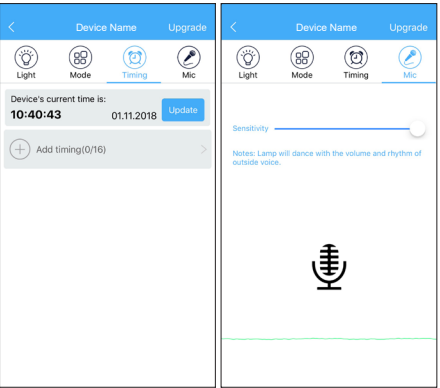 Device Name Upgrade
Light Mode Timing Mic
Device's current time is:
10:40:43 01.11.2018 Update
Add timing(0/16)
Device Name Upgrade
Light Mode Timing Mic
Sensitivity
Notes: Lamp will dance with the volume and rhythm of
outside voice.